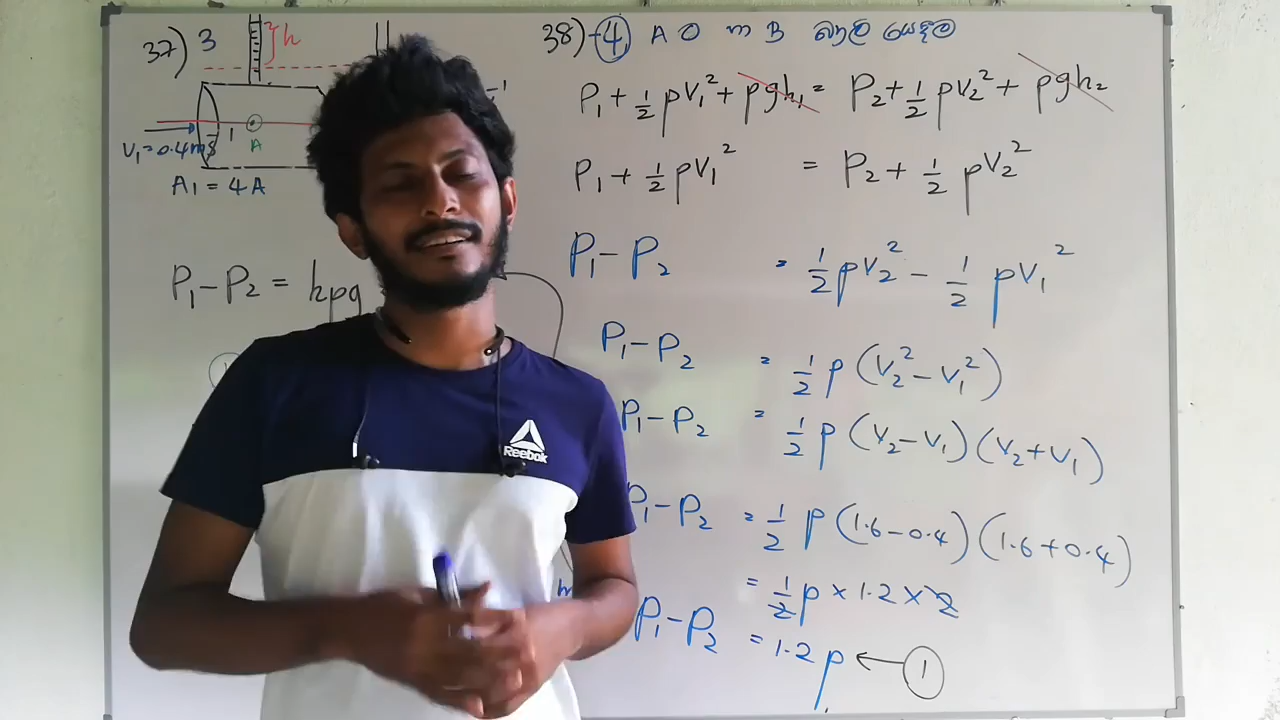 37) 3
h
V₁=0.4ms
1
A
A₁ = 4A
P₁-P₂ = hρg
38) - 4 A හා B
P₁ + ½ρV₁² + ρgh₁ = P₂ + ½ρV₂² + ρgh₂
P₁ + ½ρV₁² = P₂ + ½ρV₂²
P₁-P₂ = ½ρV₂² - ½ρV₁²
P₁-P₂ = ½ρ(V₂²-V₁²)
P₁-P₂ = ½ρ(V₂-V₁)(V₂+V₁)
P₁-P₂ = ½ρ(1.6-0.4)(1.6+0.4)
= ½ρ×1.2×2
P₁-P₂ = 1.2ρ ← 1
Reebok